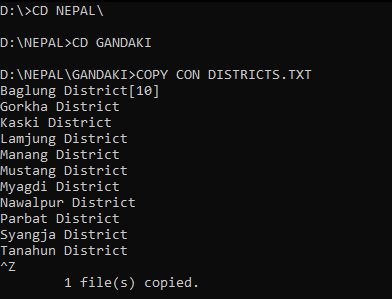 D:\>CD NEPAL\
D:\NEPAL>CD GANDAKI
D:\NEPAL\GANDAKI>COPY CON DISTRICTS.TXT
Baglung District[10]
Gorkha District
Kaski District
Lamjung District
Manang District
Mustang District
Myagdi District
Nawalpur District
Parbat District
Syangja District
Tanahun District
^Z
        1 file(s) copied.